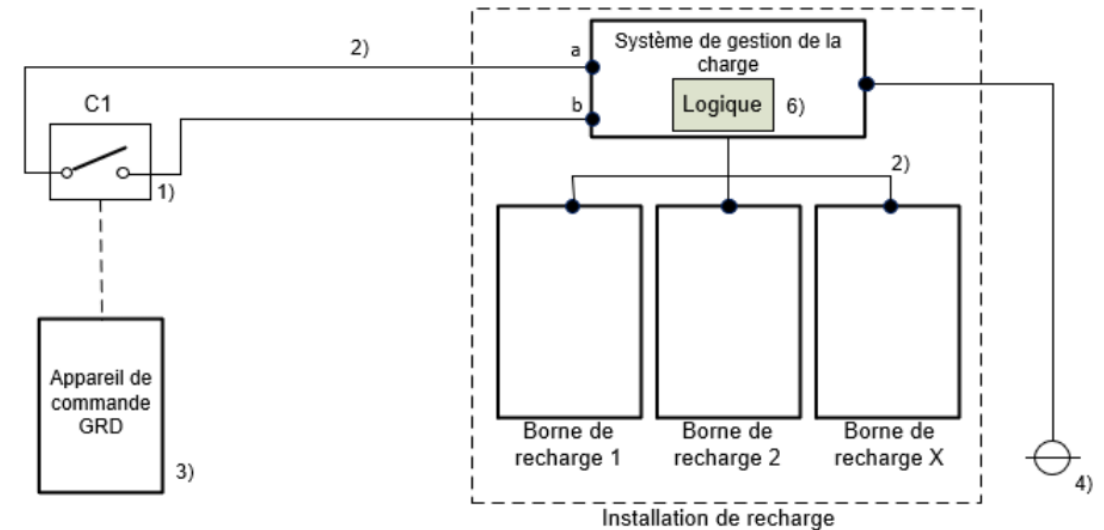 2)
a
Système de gestion de la
charge
C1
b
Logique
6)
1)
2)
Appareil de
commande
GRD
3)
Borne de
recharge 1
Borne de
recharge 2
Borne de
recharge X
4)
Installation de recharge